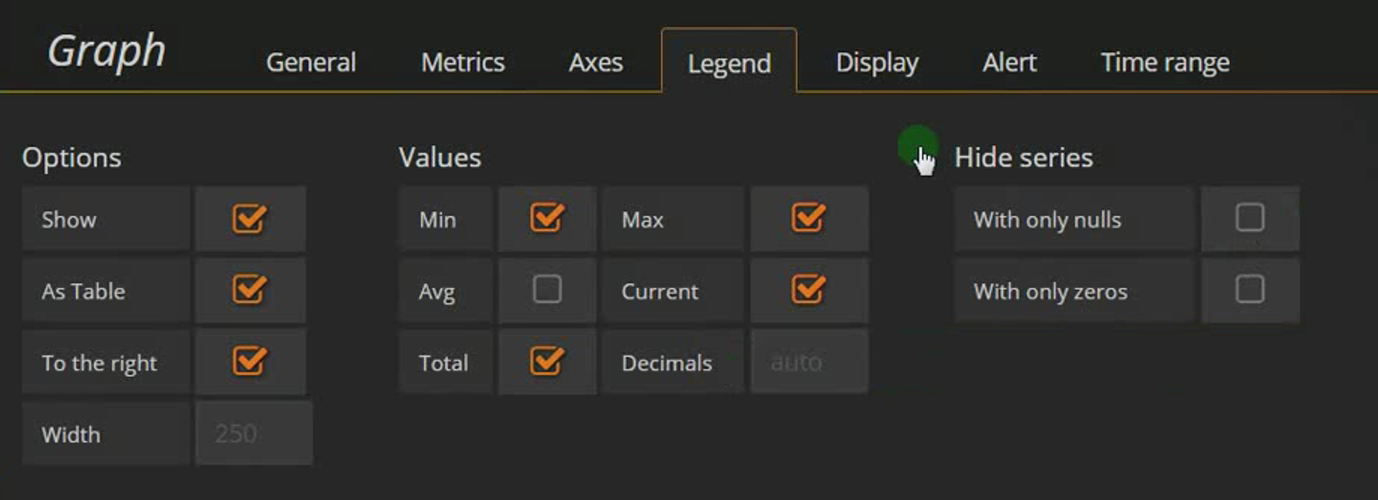 Graph General Metrics Axes Legend Display Alert Time range
Options Values Hide series
Show Min Max With only nulls
As Table Avg Current With only zeros
To the right Total Decimals auto
Width 250